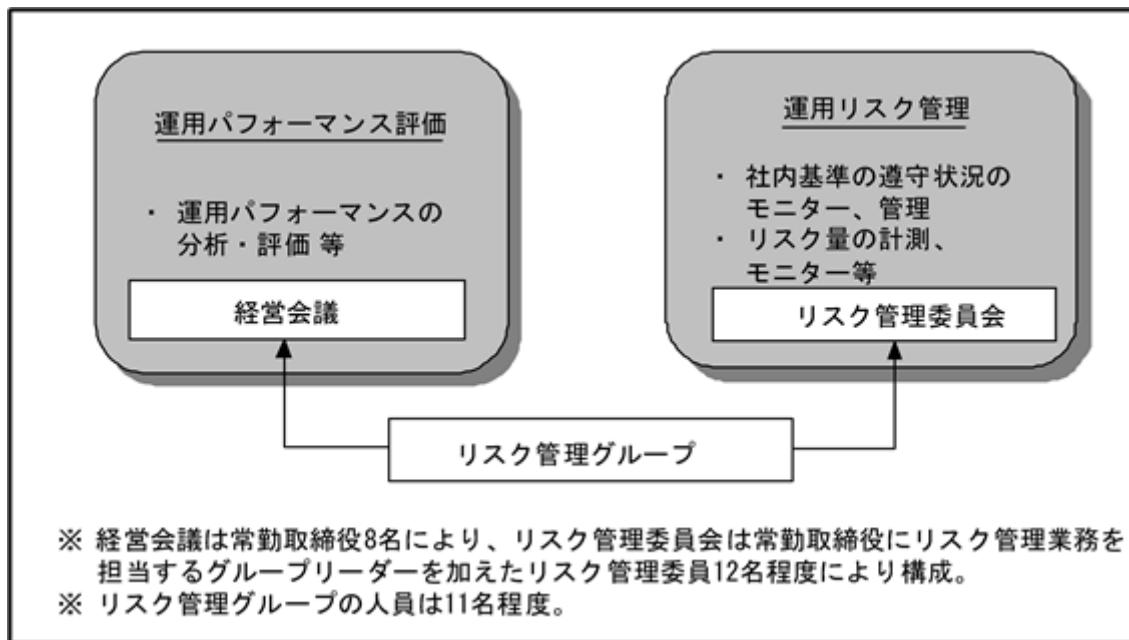 運用パフォーマンス評価
・ 運用パフォーマンスの
分析・評価 等
経営会議
運用リスク管理
・ 社内基準の遵守状況の
モニター、管理
・ リスク量の計測、
モニター等
リスク管理委員会
リスク管理グループ
※ 経営会議は常勤取締役8名により、リスク管理委員会は常勤取締役にリスク管理業務を
担当するグループリーダーを加えたリスク管理委員12名程度により構成。
※ リスク管理グループの人員は11名程度。